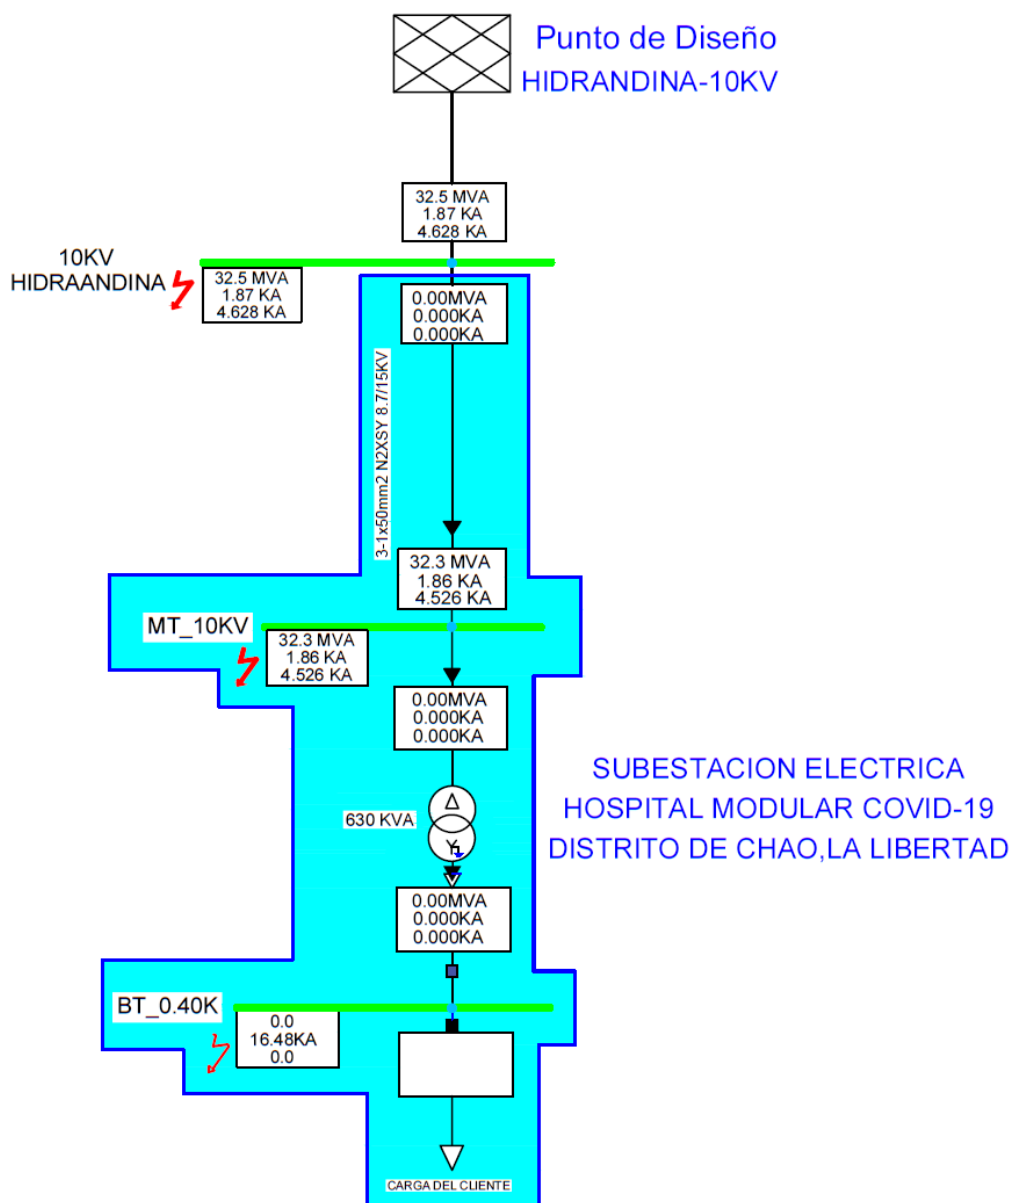 Punto de Diseño
HIDRANDINA-10KV
32.5 MVA
1.87 KA
4.628 KA
10KV
HIDRAANDINA
32.5 MVA
1.87 KA
4.628 KA
0.00MVA
0.000KA
0.000KA
3-1x50mm2 N2XSY 8.7/15KV
32.3 MVA
1.86 KA
4.526 KA
MT_10KV
32.3 MVA
1.86 KA
4.526 KA
0.00MVA
0.000KA
0.000KA
SUBESTACION ELECTRICA
HOSPITAL MODULAR COVID-19
DISTRITO DE CHAO,LA LIBERTAD
630 KVA
0.00MVA
0.000KA
0.000KA
BT_0.40K
0.0
16.48KA
0.0
CARGA DEL CLIENTE